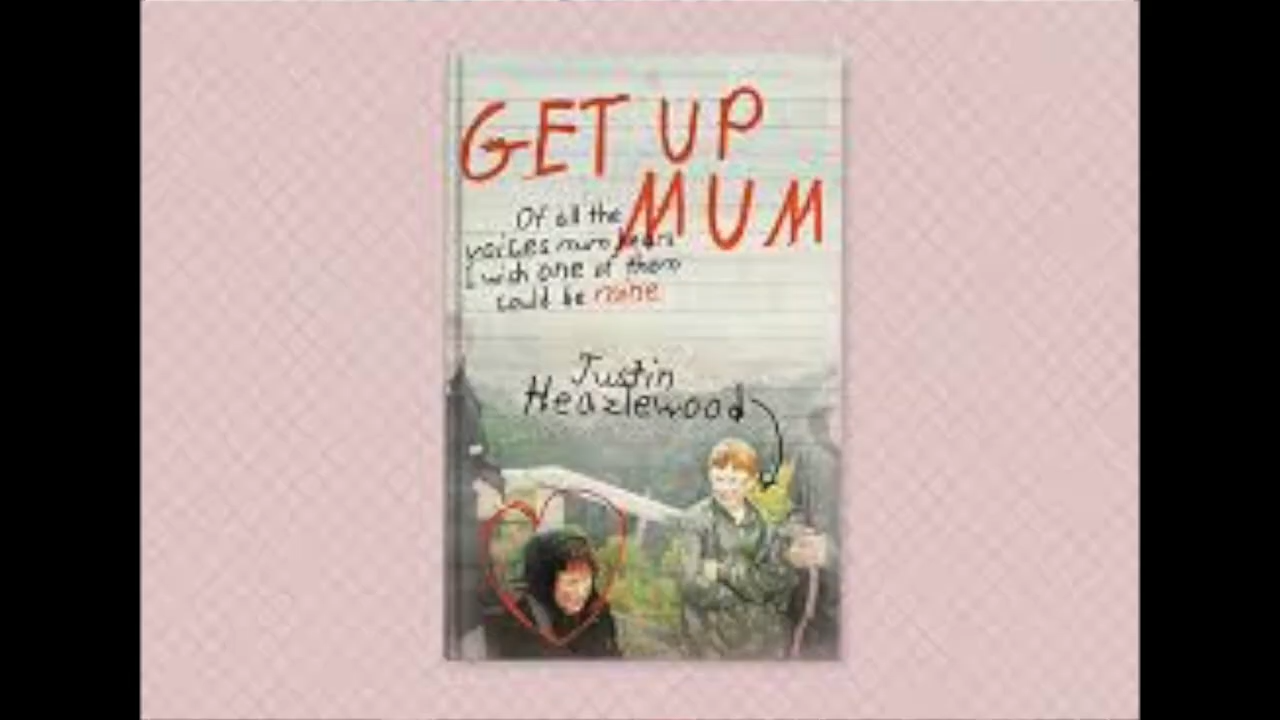 GET UP
MUM
Of all the
voices mum hears
I wish one of them
could be mine
Justin
Heazlewood